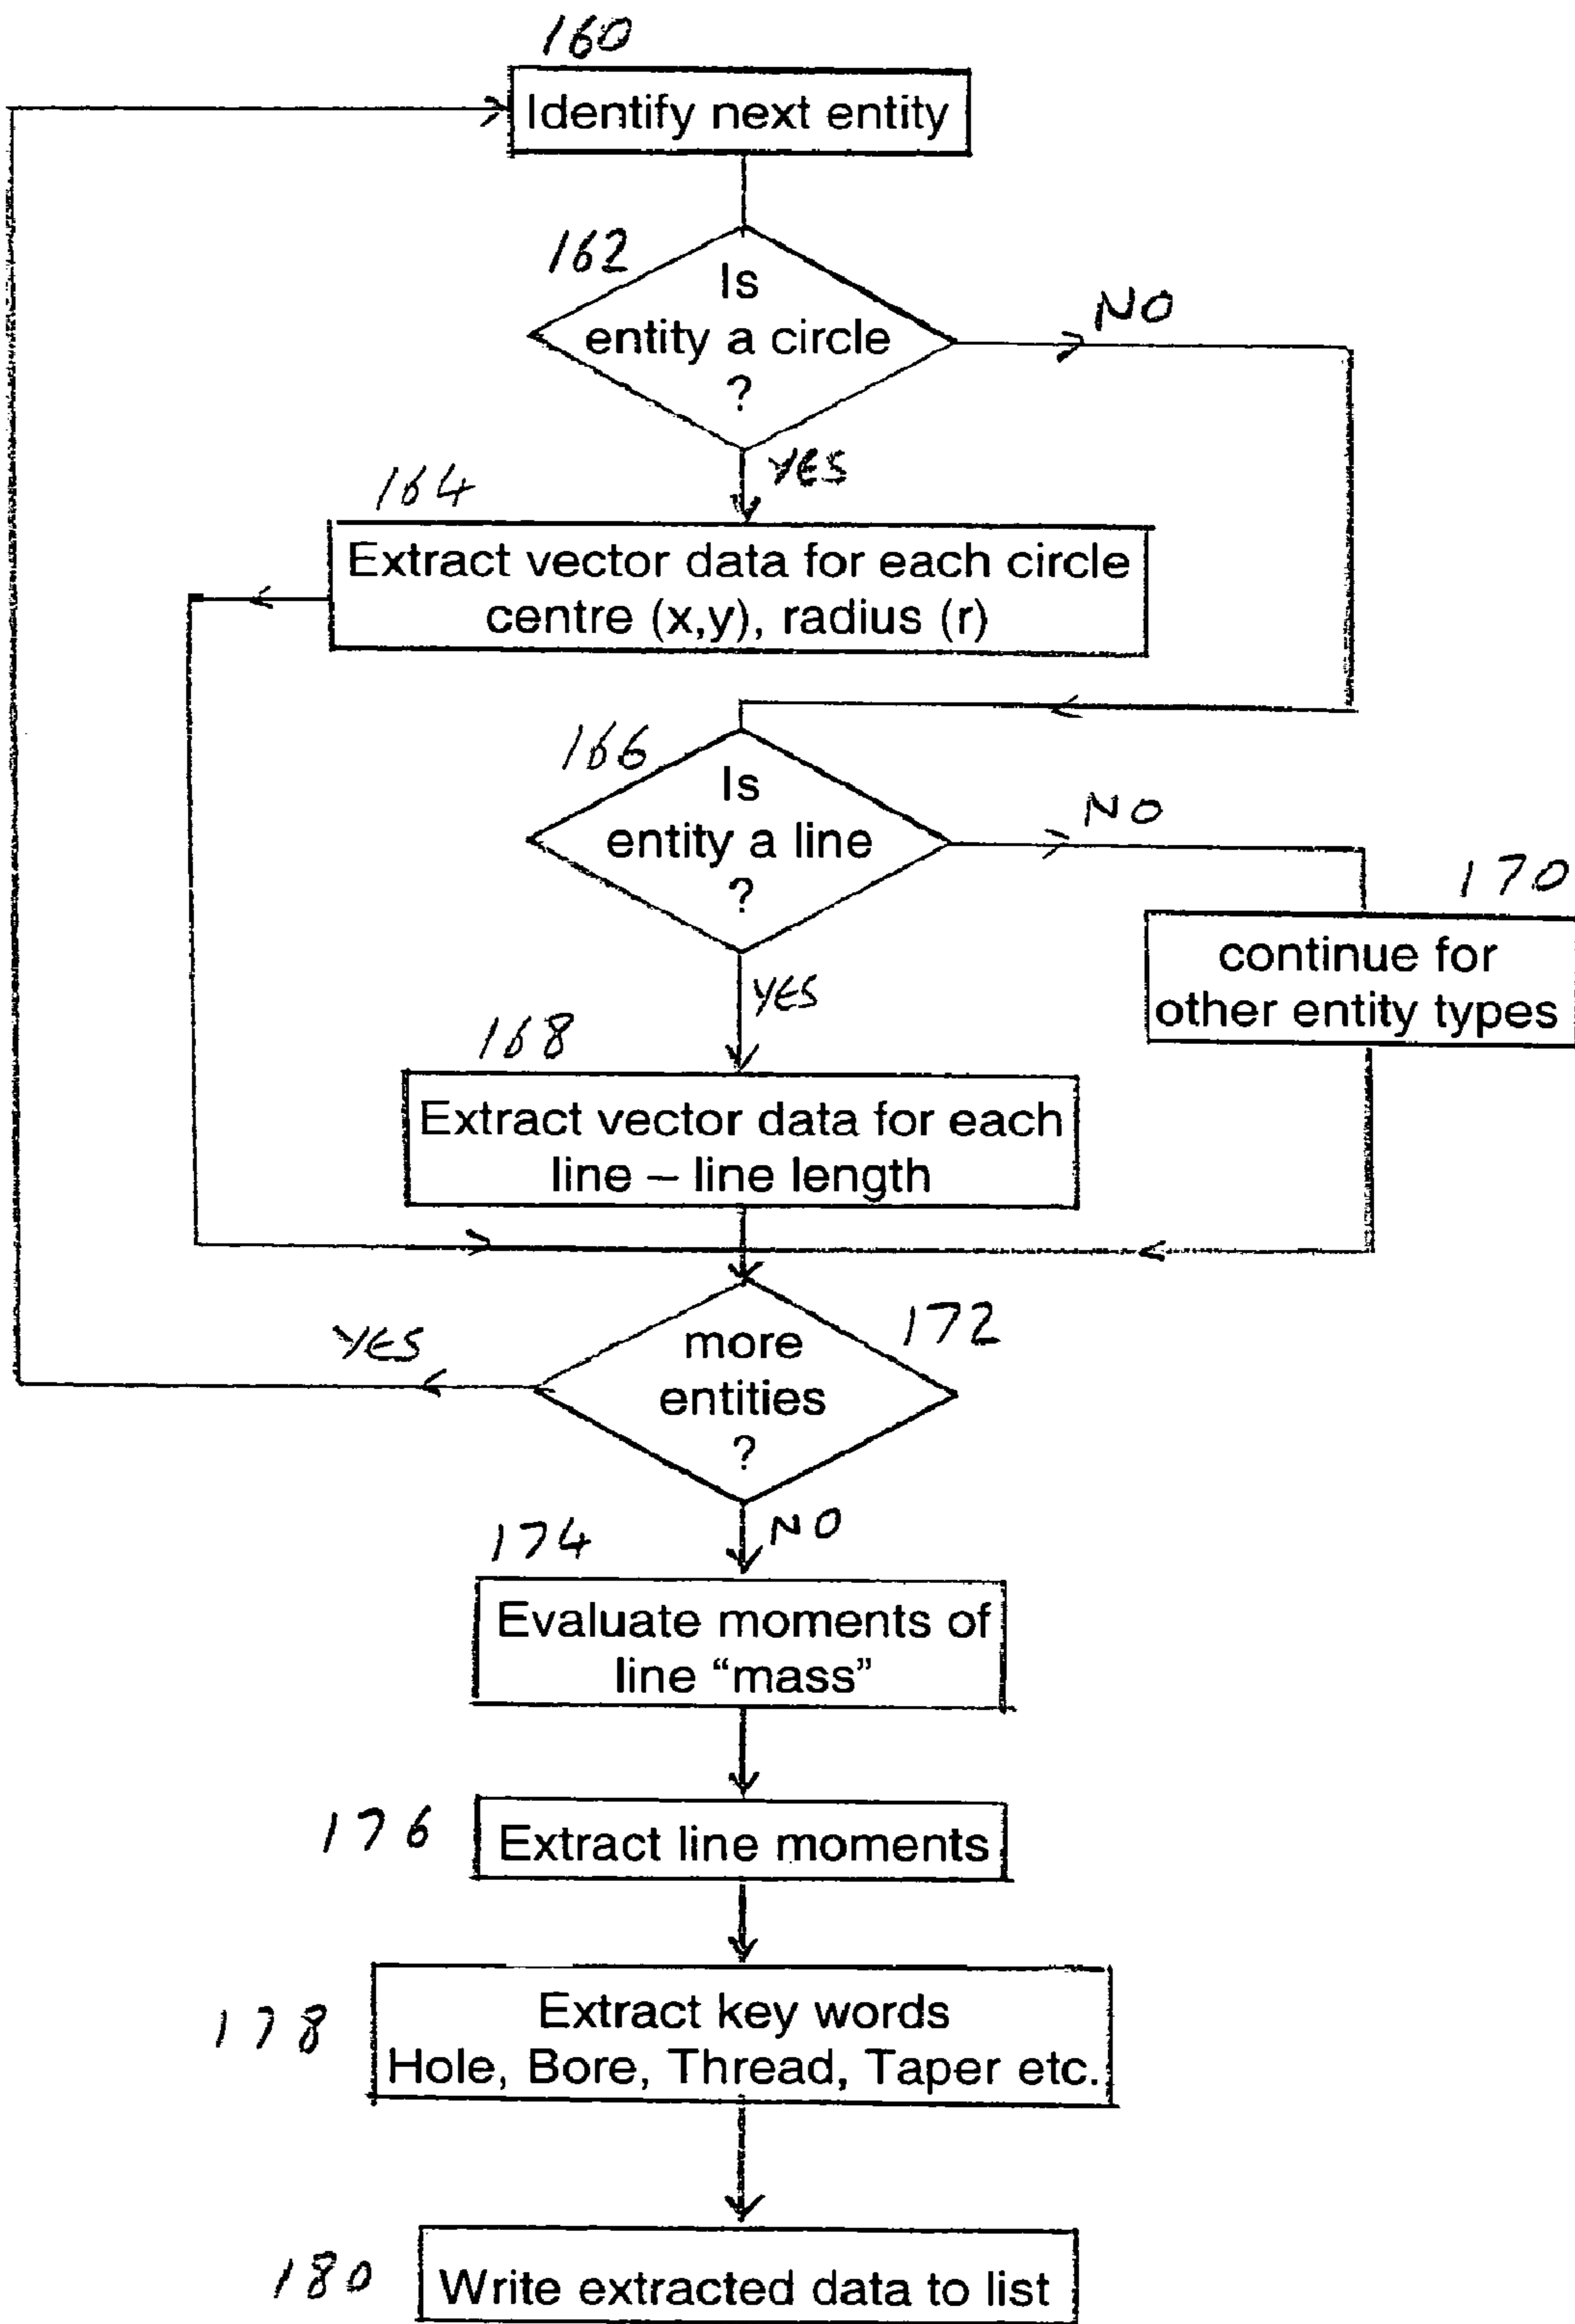 160
Identify next entity
162
Is
entity a circle
?
NO
YES
164
Extract vector data for each circle
centre (x,y), radius (r)
166
Is
entity a line
?
NO
170
continue for
other entity types
YES
168
Extract vector data for each
line – line length
172
more
entities
?
YES
NO
174
Evaluate moments of
line “mass”
176
Extract line moments
178
Extract key words
Hole, Bore, Thread, Taper etc.
180
Write extracted data to list